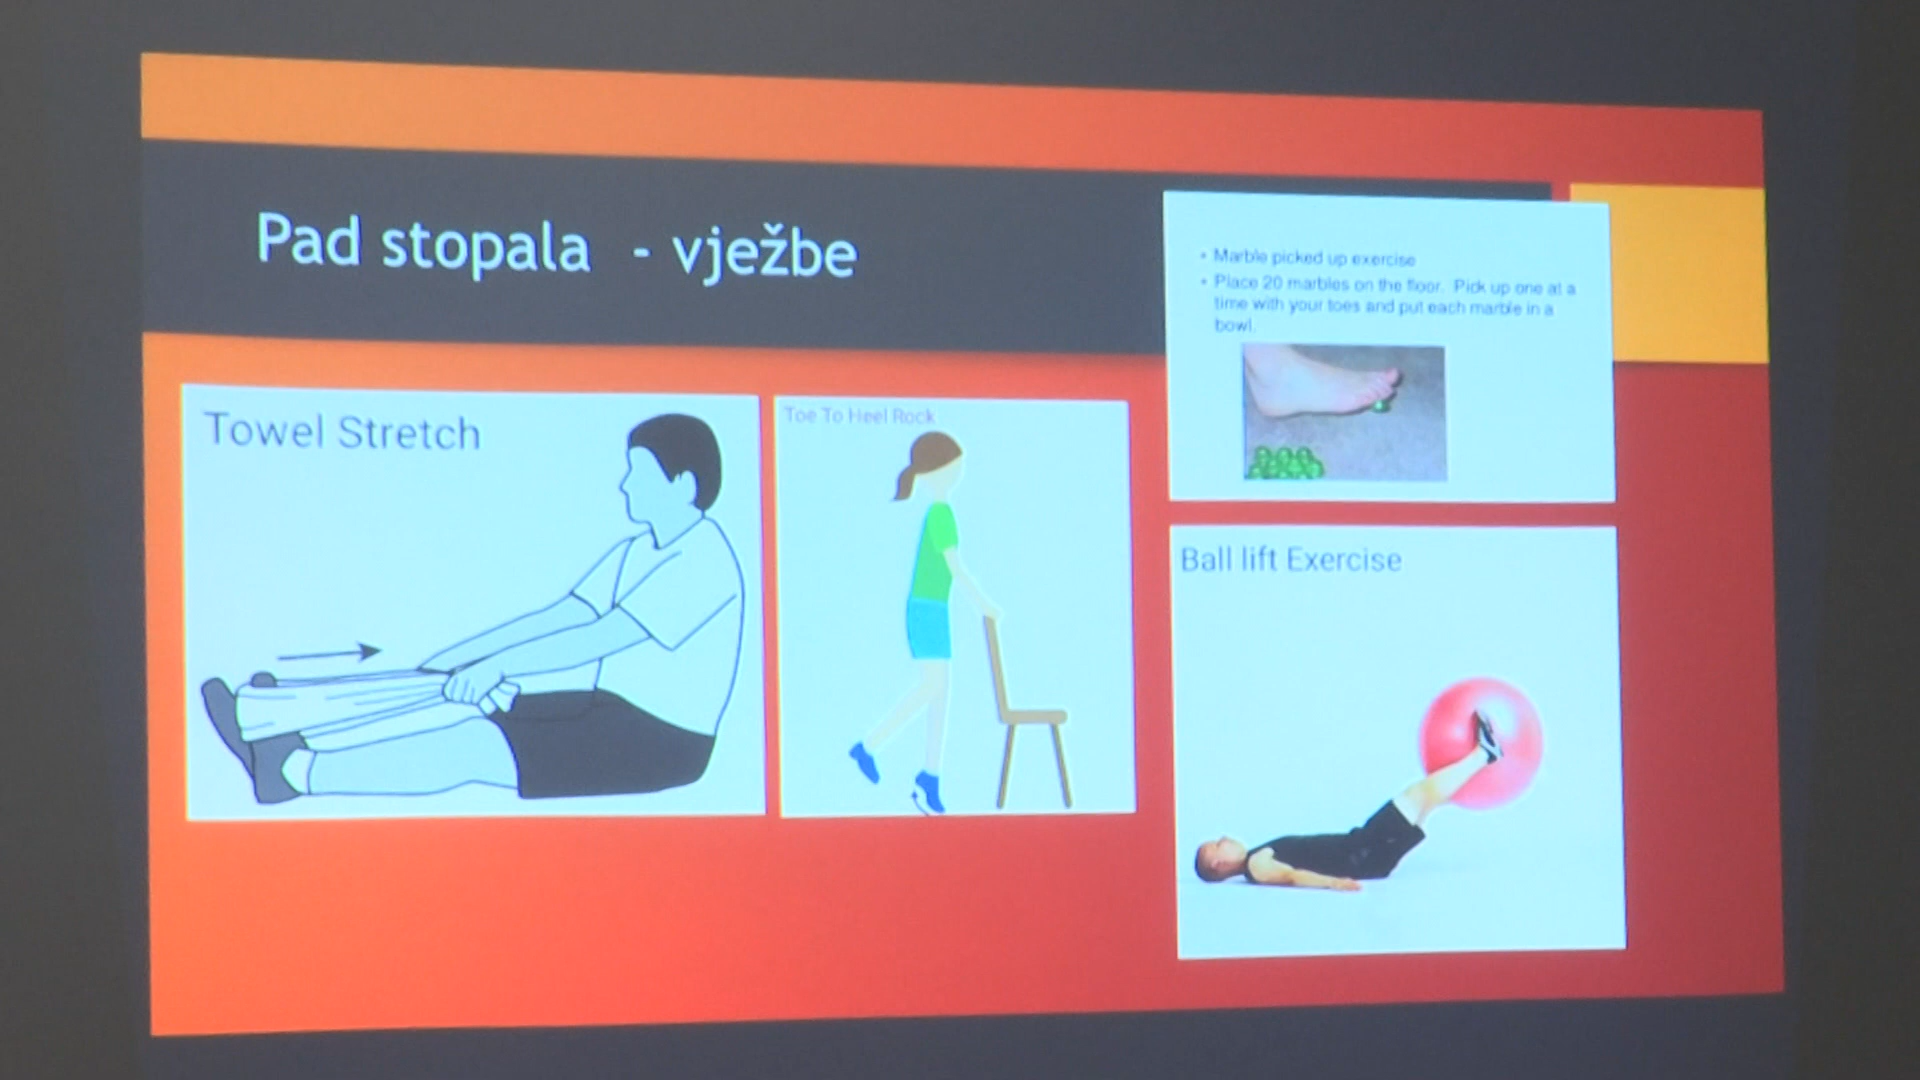 Pad stopala - vježbe
Marble picked up exercise
Place 20 marbles on the floor. Pick up one at a
time with your toes and put each marble in a
bowl.
Towel Stretch
Toe To Heel Rock
Ball lift Exercise